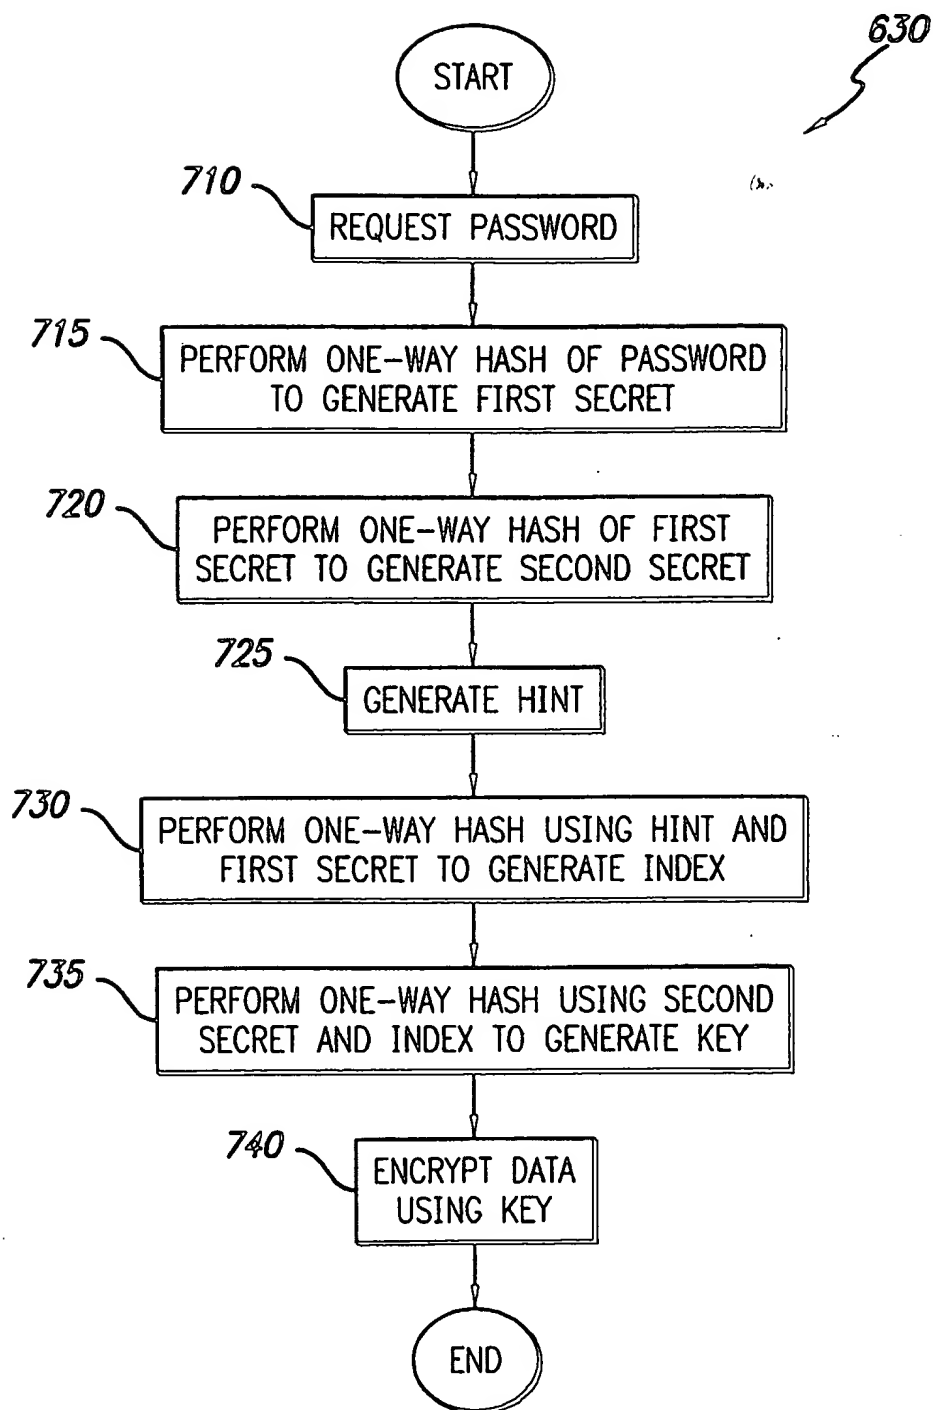 630
START
710
REQUEST PASSWORD
715
PERFORM ONE-WAY HASH OF PASSWORD
TO GENERATE FIRST SECRET
720
PERFORM ONE-WAY HASH OF FIRST
SECRET TO GENERATE SECOND SECRET
725
GENERATE HINT
730
PERFORM ONE-WAY HASH USING HINT AND
FIRST SECRET TO GENERATE INDEX
735
PERFORM ONE-WAY HASH USING SECOND
SECRET AND INDEX TO GENERATE KEY
740
ENCRYPT DATA
USING KEY
END